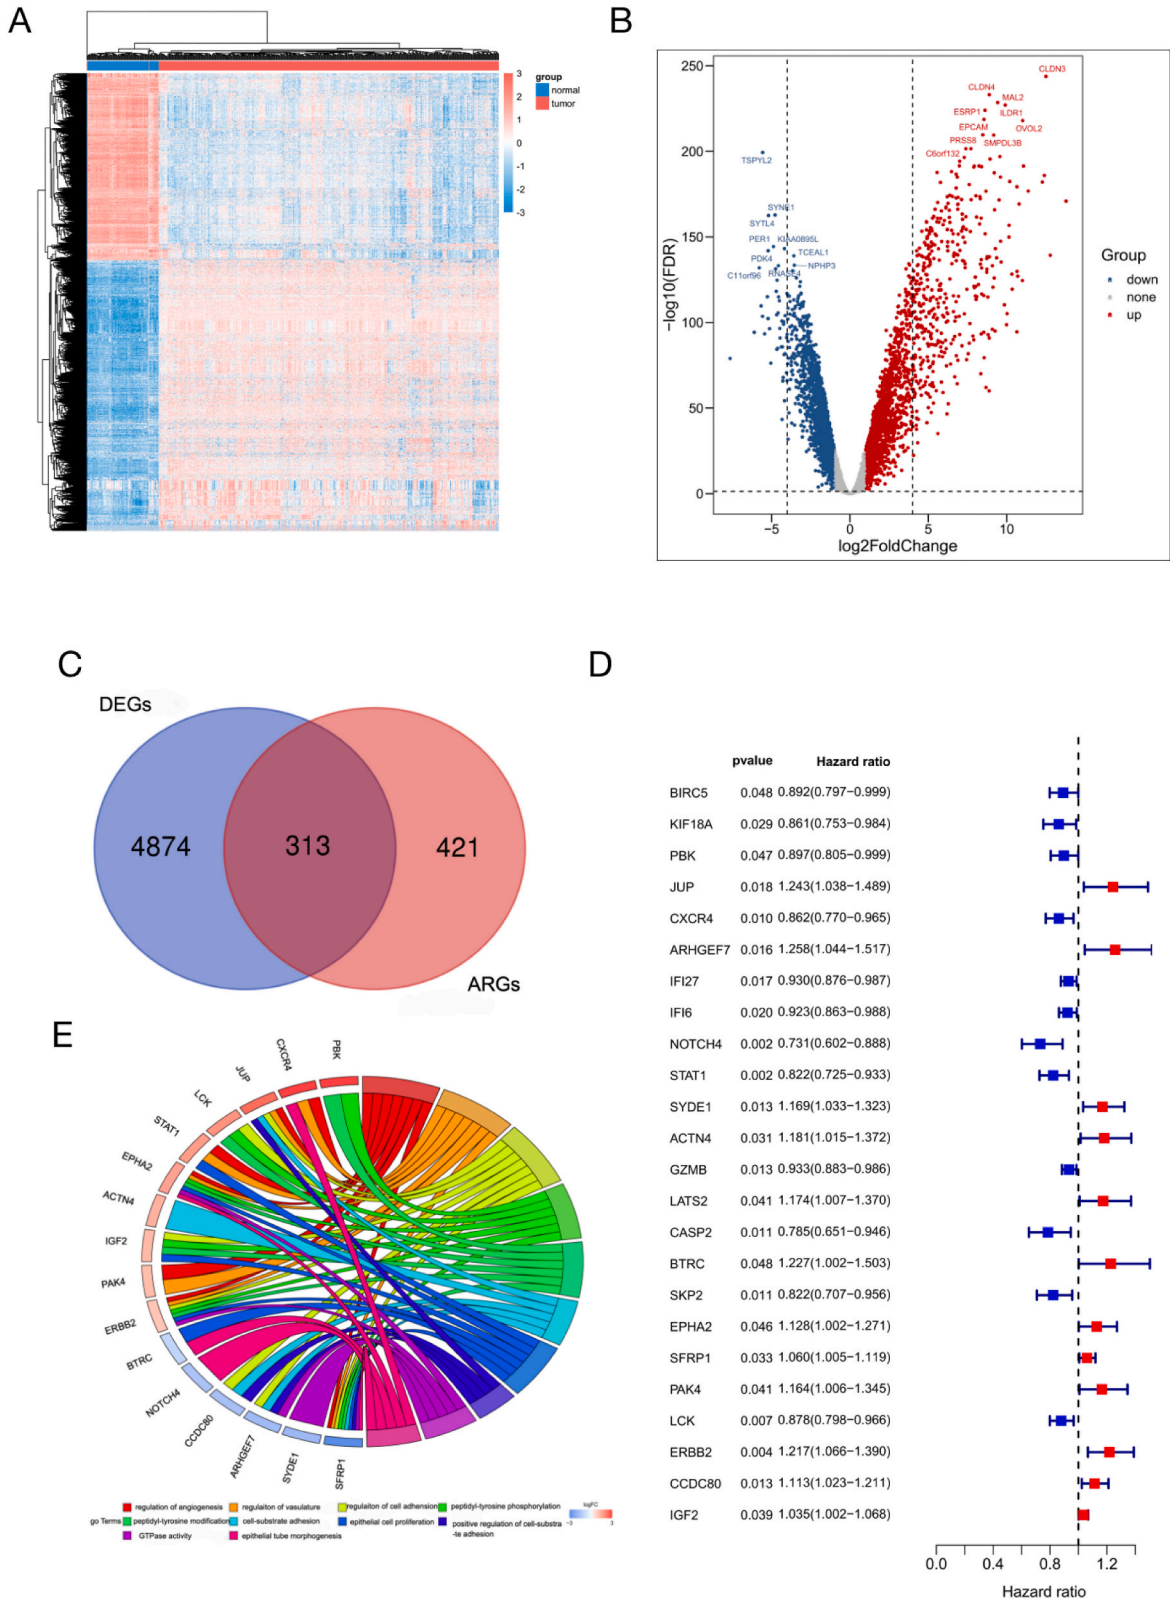 A
3
2
1
0
-1
-2
-3
group
normal
tumor
B
250
200
150
100
50
0
−log10(FDR)
−5
0
5
10
log2FoldChange
CLDN3
CLDN4
MAL2
ESRP1
ILDR1
EPCAM
OVOL2
PRSS8
SMPDL3B
C6orf132
TSPYL2
SYNE1
SYTL4
PER1
KIAA0895L
PDK4
TCEAL1
C11orf96
RNASE4
NPHP3
Group
down
none
up
C
DEGs
4874
313
421
ARGs
D
pvalue Hazard ratio
BIRC5 0.048 0.892(0.797−0.999)
KIF18A 0.029 0.861(0.753−0.984)
PBK 0.047 0.897(0.805−0.999)
JUP 0.018 1.243(1.038−1.489)
CXCR4 0.010 0.862(0.770−0.965)
ARHGEF7 0.016 1.258(1.044−1.517)
IFI27 0.017 0.930(0.876−0.987)
IFI6 0.020 0.923(0.863−0.988)
NOTCH4 0.002 0.731(0.602−0.888)
STAT1 0.002 0.822(0.725−0.933)
SYDE1 0.013 1.169(1.033−1.323)
ACTN4 0.031 1.181(1.015−1.372)
GZMB 0.013 0.933(0.883−0.986)
LATS2 0.041 1.174(1.007−1.370)
CASP2 0.011 0.785(0.651−0.946)
BTRC 0.048 1.227(1.002−1.503)
SKP2 0.011 0.822(0.707−0.956)
EPHA2 0.046 1.128(1.002−1.271)
SFRP1 0.033 1.060(1.005−1.119)
PAK4 0.041 1.164(1.006−1.345)
LCK 0.007 0.878(0.798−0.966)
ERBB2 0.004 1.217(1.066−1.390)
CCDC80 0.013 1.113(1.023−1.211)
IGF2 0.039 1.035(1.002−1.068)
0.0 0.4 0.8 1.2
Hazard ratio
E
PBK
CXCR4
JUP
LCK
STAT1
EPHA2
ACTN4
IGF2
PAK4
ERBB2
BTRC
NOTCH4
CCDC80
ARHGEF7
SYDE1
SFRP1
regulation of angiogenesis regulaiton of vasulature regulaiton of cell adhension peptidyl-tyrosine phosphorylation
go Terms peptidyl-tyrosine modification cell-substrate adhesion epithelial cell proliferation positive regulation of cell-substra
-te adhesion
GTPase activity epithelial tube morphogenesis
logFC
−3 3